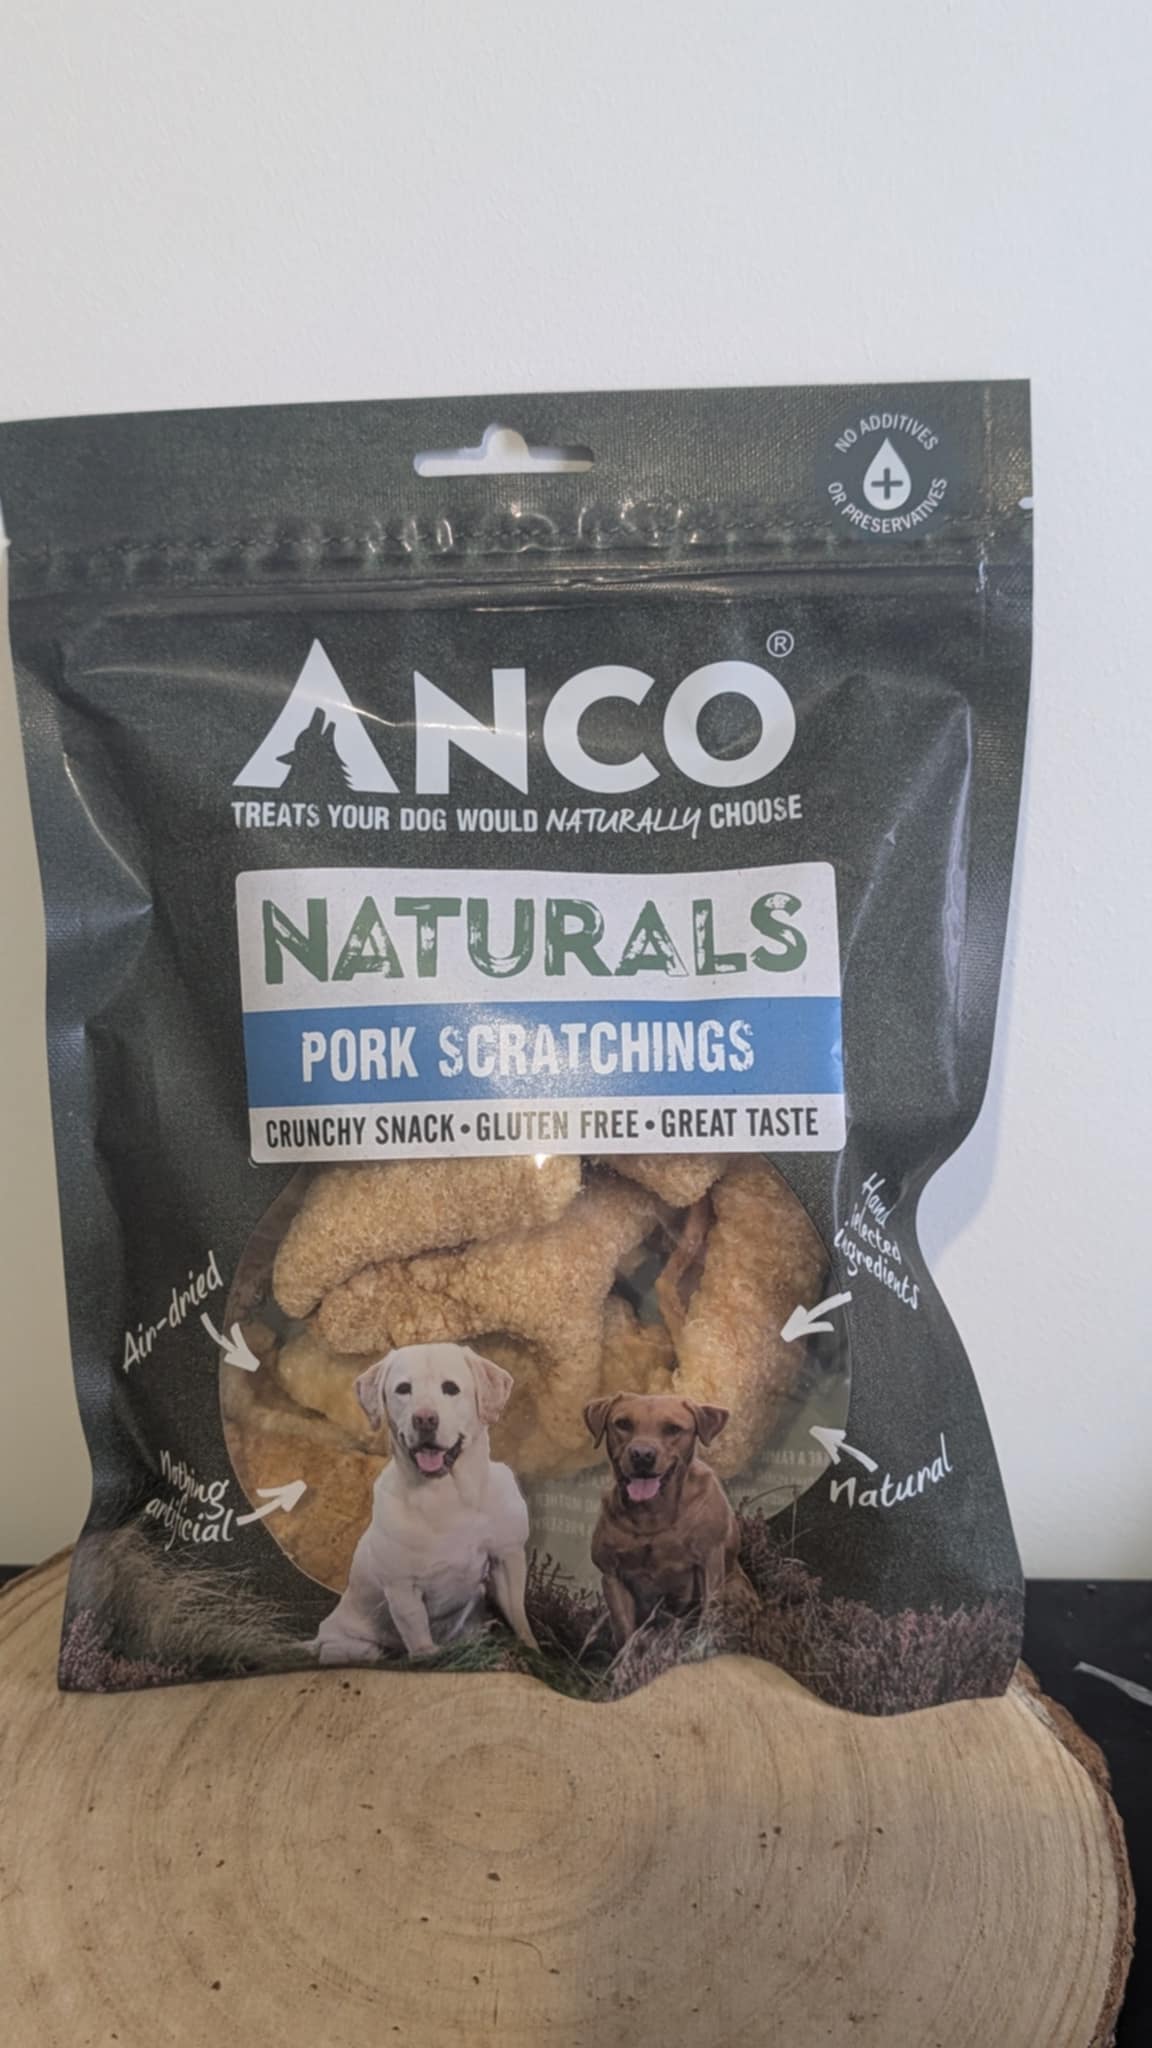 NO ADDITIVES
OR PRESERVATIVES
ANCO®
TREATS YOUR DOG WOULD NATURALLY CHOOSE
NATURALS
PORK SCRATCHINGS
CRUNCHY SNACK • GLUTEN FREE • GREAT TASTE
Hand
selected
ingredients
Air-dried
Nothing
artificial
Natural